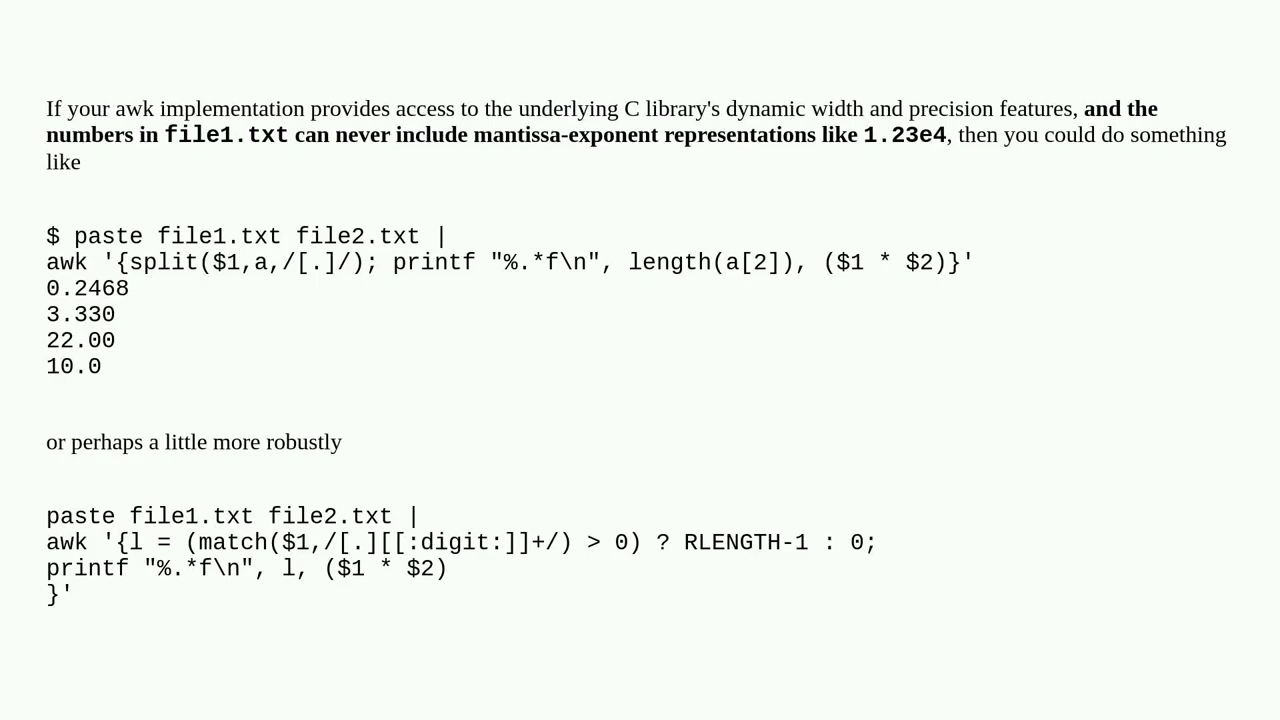 If your awk implementation provides access to the underlying C library's dynamic width and precision features, and the
numbers in file1.txt can never include mantissa-exponent representations like 1.23e4, then you could do something
like
$ paste file1.txt file2.txt |
awk '{split($1,a,/[.]/); printf "%.*f\n", length(a[2]), ($1 * $2)}'
0.2468
3.330
22.00
10.0
or perhaps a little more robustly
paste file1.txt file2.txt |
awk '{l = (match($1,/[.][[:digit:]]+/) > 0) ? RLENGTH-1 : 0;
printf "%.*f\n", l, ($1 * $2)
}'